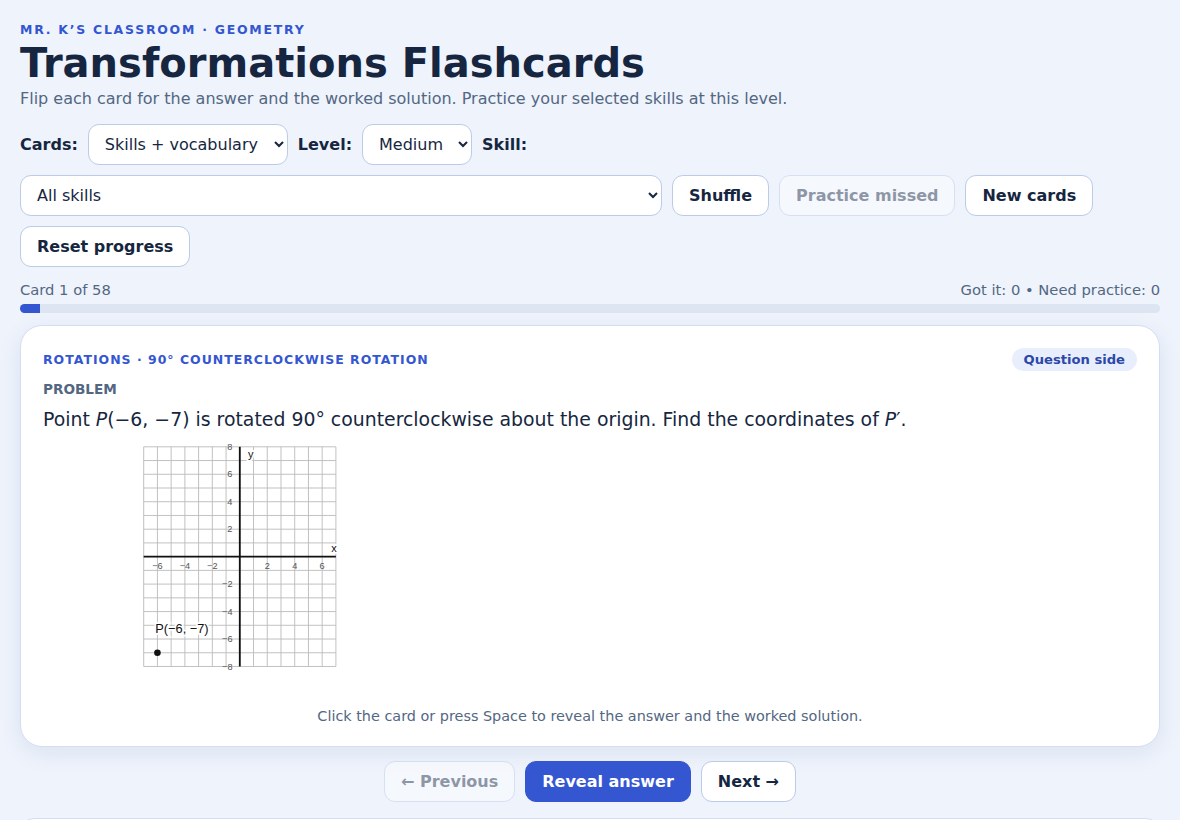 MR. K’S CLASSROOM · GEOMETRY
Transformations Flashcards
Flip each card for the answer and the worked solution. Practice your selected skills at this level.
Cards: Skills + vocabulary Level: Medium Skill:
All skills Shuffle Practice missed New cards
Reset progress
Card 1 of 58 Got it: 0 • Need practice: 0
ROTATIONS · 90° COUNTERCLOCKWISE ROTATION Question side
PROBLEM
Point P(−6, −7) is rotated 90° counterclockwise about the origin. Find the coordinates of P′.
8
y
6
4
2
x
−6 −4 −2 2 4 6
−2
−4
P(−6, −7)
−6
−8
Click the card or press Space to reveal the answer and the worked solution.
← Previous Reveal answer Next →